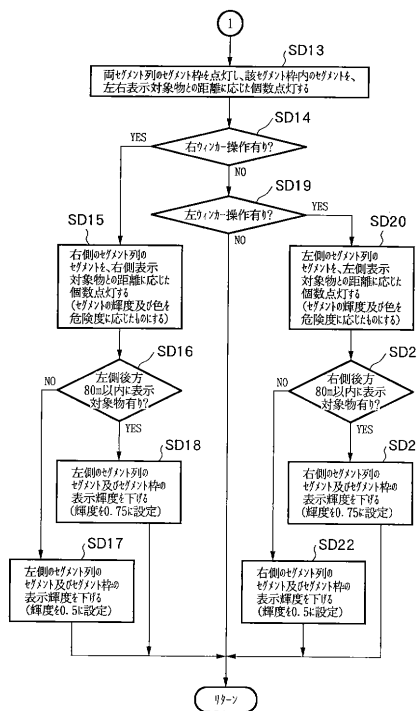 1
SD13
両セグメント列のセグメント枠を点灯し、該セグメント枠内のセグメントを、
左右表示対象物との距離に応じた個数点灯する
SD14
右ウィンカー操作有り?
YES
NO
SD19
左ウィンカー操作有り?
YES
NO
SD15
右側のセグメント列の
セグメントを、右側表示
対象物との距離に応じた
個数点灯する
(セグメントの輝度及び色を
危険度に応じたものにする)
SD20
左側のセグメント列の
セグメントを、左側表示
対象物との距離に応じた
個数点灯する
(セグメントの輝度及び色を
危険度に応じたものにする)
SD16
左側後方
80m以内に表示
対象物有り?
NO
YES
SD2
右側後方
80m以内に表示
対象物有り?
NO
YES
SD18
左側のセグメント列の
セグメント及びセグメント枠の
表示輝度を下げる
(輝度を0.75に設定)
SD2
右側のセグメント列の
セグメント及びセグメント枠の
表示輝度を下げる
(輝度を0.75に設定)
SD17
左側のセグメント列の
セグメント及びセグメント枠の
表示輝度を下げる
(輝度を0.5に設定)
SD22
右側のセグメント列の
セグメント及びセグメント枠の
表示輝度を下げる
(輝度を0.5に設定)
リターン